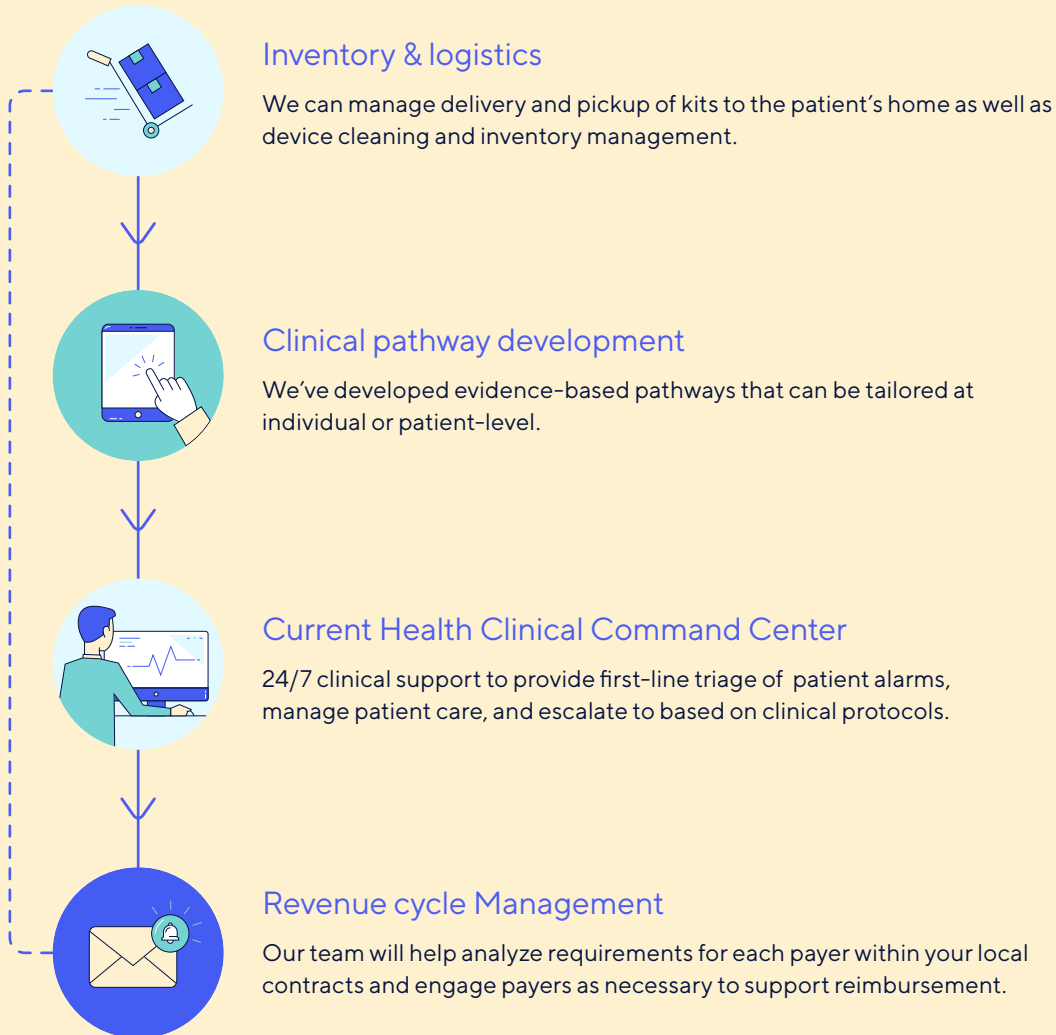 Inventory & logistics
We can manage delivery and pickup of kits to the patient’s home as well as
device cleaning and inventory management.
Clinical pathway development
We’ve developed evidence-based pathways that can be tailored at
individual or patient-level.
Current Health Clinical Command Center
24/7 clinical support to provide first-line triage of  patient alarms,
manage patient care, and escalate to based on clinical protocols.
Revenue cycle Management
Our team will help analyze requirements for each payer within your local
contracts and engage payers as necessary to support reimbursement.